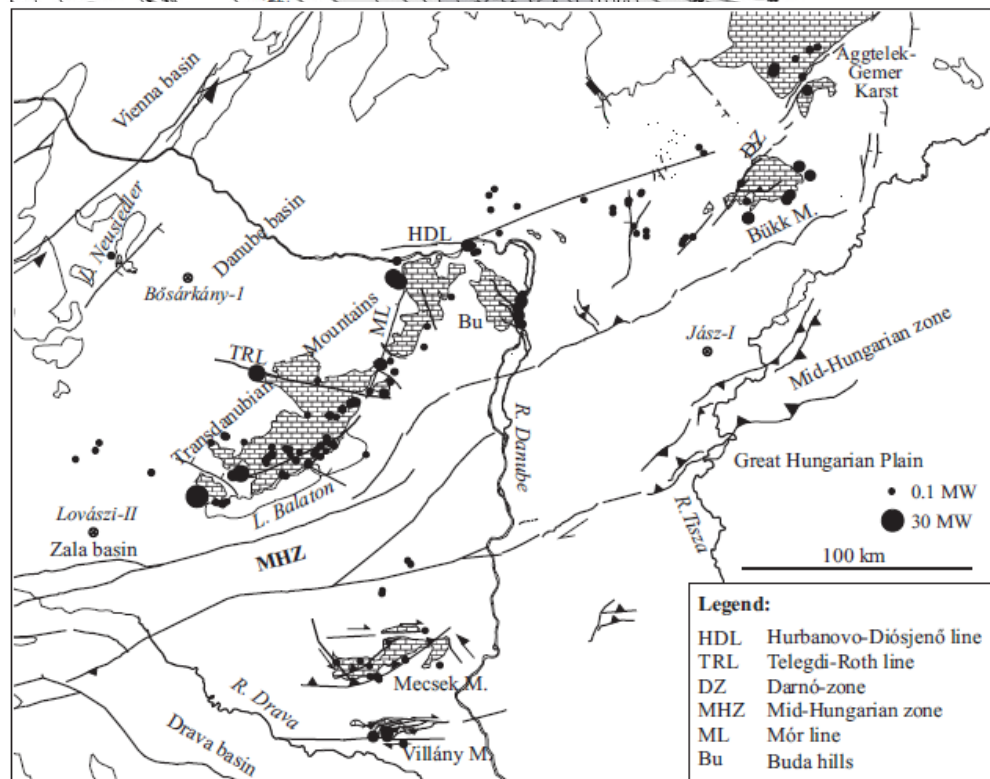 Vienna basin
Aggtelek-
Gemer
Karst
DZ
L. Neusiedler
Danube basin
HDL
Bükk M.
Bősárkány-I
Mountains
ML
Bu
Jász-I
TRL
Mid-Hungarian zone
Transdanubian
R. Danube
Great Hungarian Plain
L. Balaton
0.1 MW
Lovászi-II
R.Tisza
30 MW
Zala basin
MHZ
100 km
Legend:
HDL Hurbanovo-Diósjenő line
TRL Telegdi-Roth line
DZ Darnó-zone
MHZ Mid-Hungarian zone
ML Mór line
Bu Buda hills
Mecsek M.
R. Drava
Drava basin
Villány M.